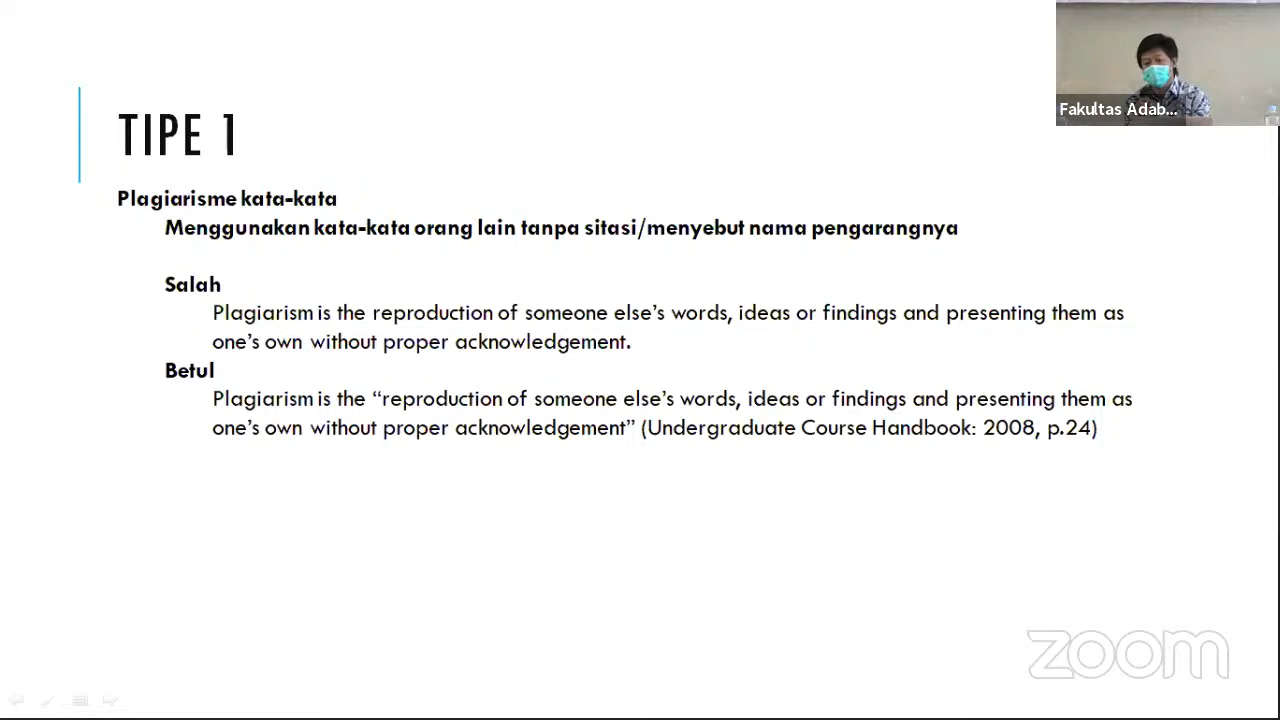 Fakultas Adab...
TIPE 1
Plagiarisme kata-kata
Menggunakan kata-kata orang lain tanpa sitasi/menyebut nama pengarangnya
Salah
Plagiarism is the reproduction of someone else’s words, ideas or findings and presenting them as
one’s own without proper acknowledgement.
Betul
Plagiarism is the “reproduction of someone else’s words, ideas or findings and presenting them as
one’s own without proper acknowledgement” (Undergraduate Course Handbook: 2008, p.24)
zoom